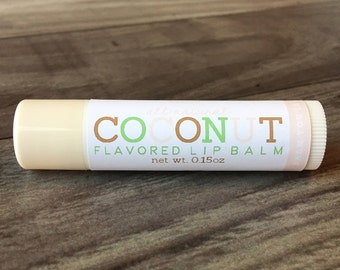 COCONUT
FLAVORED LIP BALM
net wt. 0.15oz